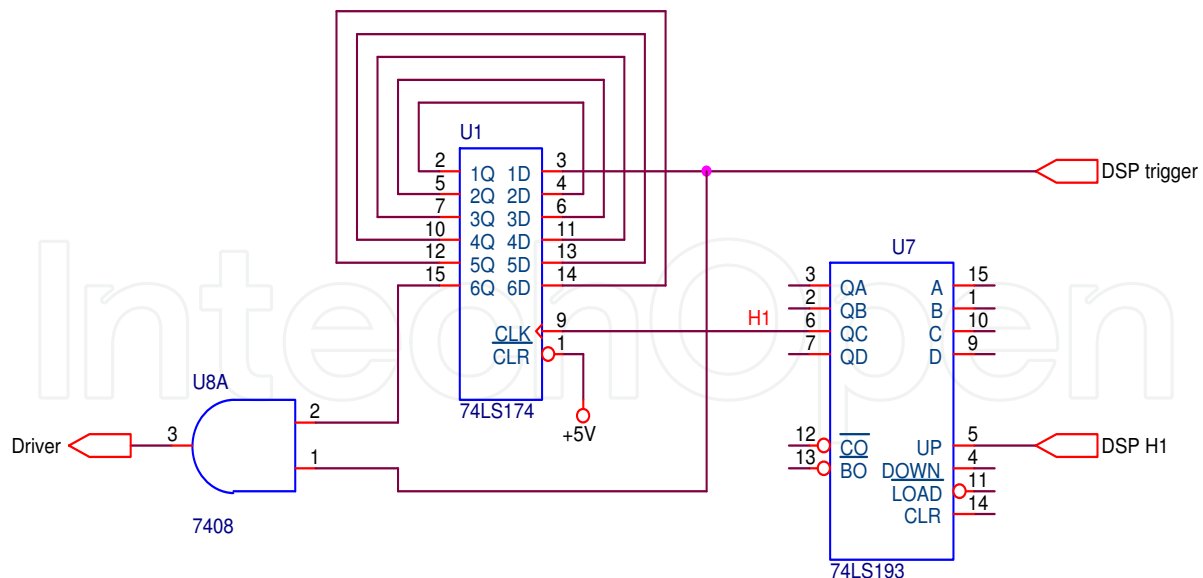 U1
2 1Q 1D 3
5 2Q 2D 4
7 3Q 3D 6
10 4Q 4D 11
12 5Q 5D 13
15 6Q 6D 14
CLK 9
CLR 1
74LS174
+5V
DSP trigger
H1
U7
3 QA A 15
2 QB B 1
6 QC C 10
7 QD D 9
12 CO UP 5
13 BO DOWN 4
LOAD 11
CLR 14
74LS193
DSP H1
U8A
2
3
1
Driver
7408
IntechOpen